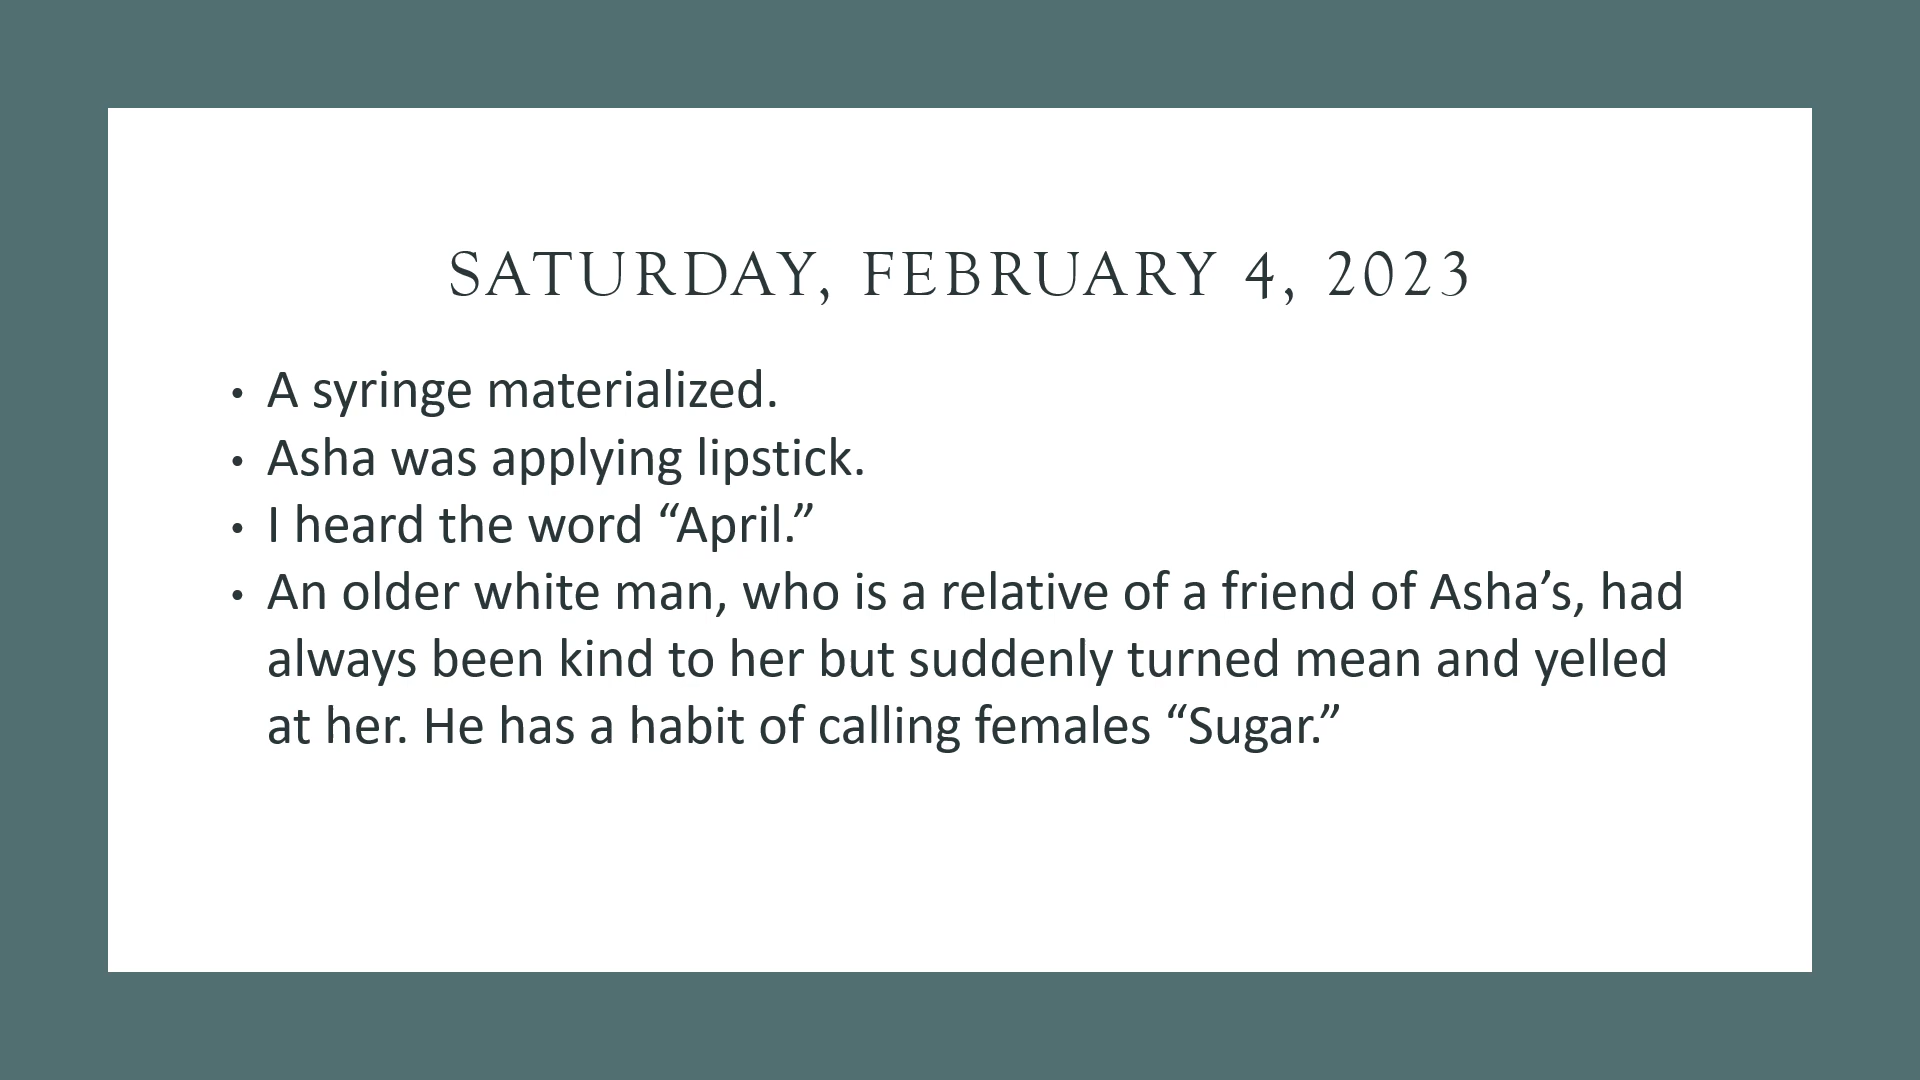 SATURDAY, FEBRUARY 4, 2023
• A syringe materialized.
• Asha was applying lipstick.
• I heard the word “April.”
• An older white man, who is a relative of a friend of Asha’s, had
always been kind to her but suddenly turned mean and yelled
at her. He has a habit of calling females “Sugar.”